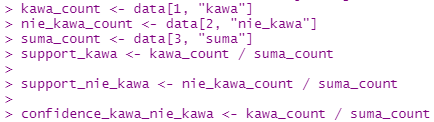 > kawa_count <- data[1, "kawa"]
> nie_kawa_count <- data[2, "nie_kawa"]
> suma_count <- data[3, "suma"]
> support_kawa <- kawa_count / suma_count
>
> support_nie_kawa <- nie_kawa_count / suma_count
>
> confidence_kawa_nie_kawa <- kawa_count / suma_count